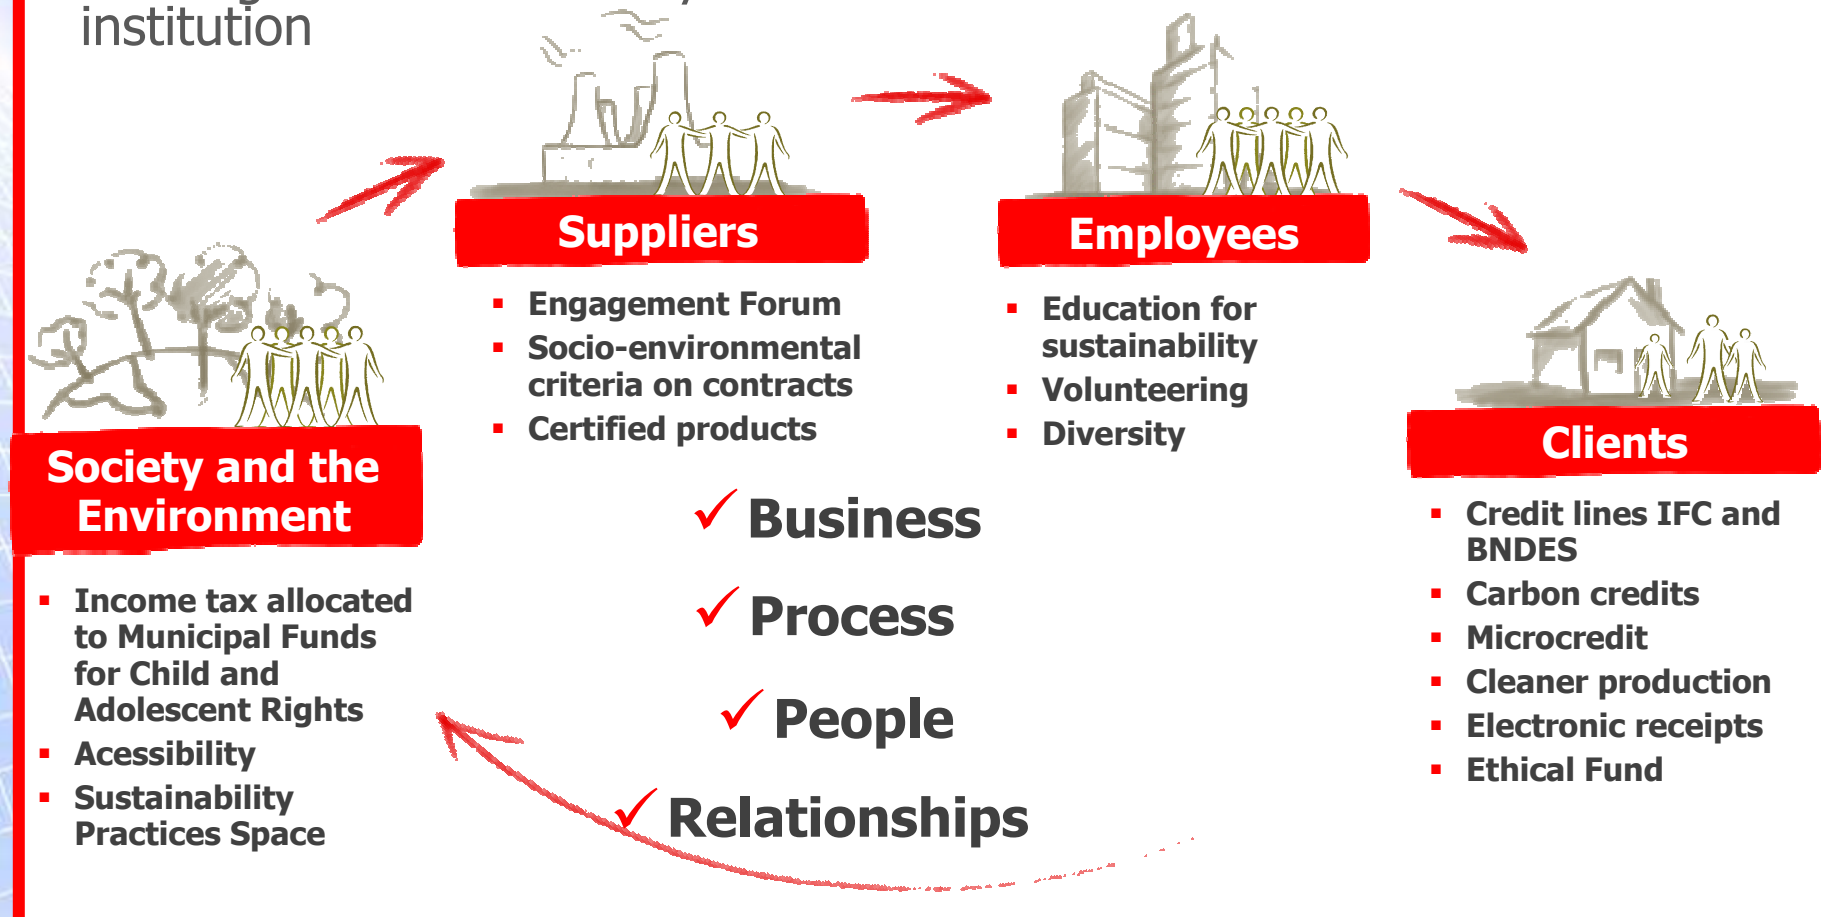 institution
Suppliers
Engagement Forum
Socio-environmental
criteria on contracts
Certified products
Employees
Education for
sustainability
Volunteering
Diversity
Clients
Credit lines IFC and
BNDES
Carbon credits
Microcredit
Cleaner production
Electronic receipts
Ethical Fund
Society and the
Environment
Income tax allocated
to Municipal Funds
for Child and
Adolescent Rights
Acessibility
Sustainability
Practices Space
Business
Process
People
Relationships